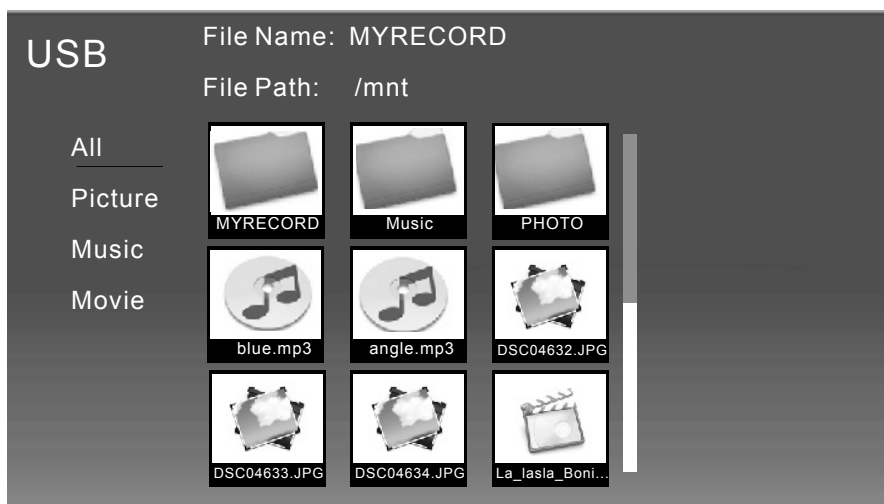 USB
File Name: MYRECORD
File Path: /mnt
All
Picture
Music
Movie
MYRECORD
Music
PHOTO
blue.mp3
angle.mp3
DSC04632.JPG
DSC04633.JPG
DSC04634.JPG
La_lasla_Boni...